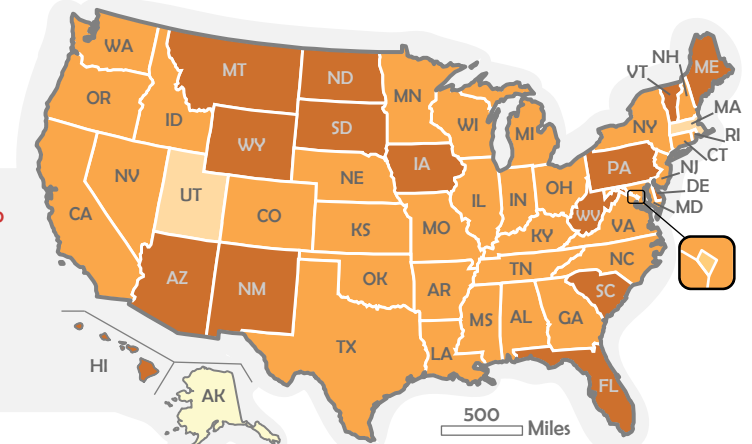 WA
MT
ND
MN
OR
ID
WY
SD
WI
MI
NY
VT
NH
ME
MA
RI
CT
NJ
DE
MD
PA
NV
UT
CO
NE
IA
IL
IN
OH
WV
VA
CA
KS
MO
KY
NC
AZ
NM
OK
AR
TN
SC
TX
LA
MS
AL
GA
FL
HI
AK
500
Miles